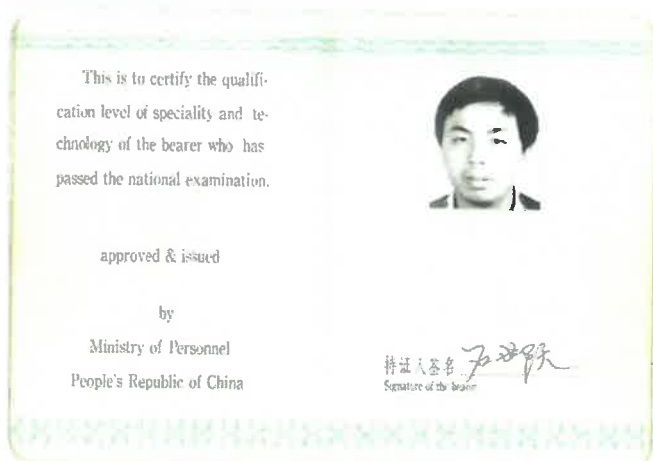 This is to certify the qualifi-
cation level of speciality and te-
chnology of the bearer who has
passed the national examination.
approved & issued
by
Ministry of Personnel
People's Republic of China
持证人签名
Signature of the bearer